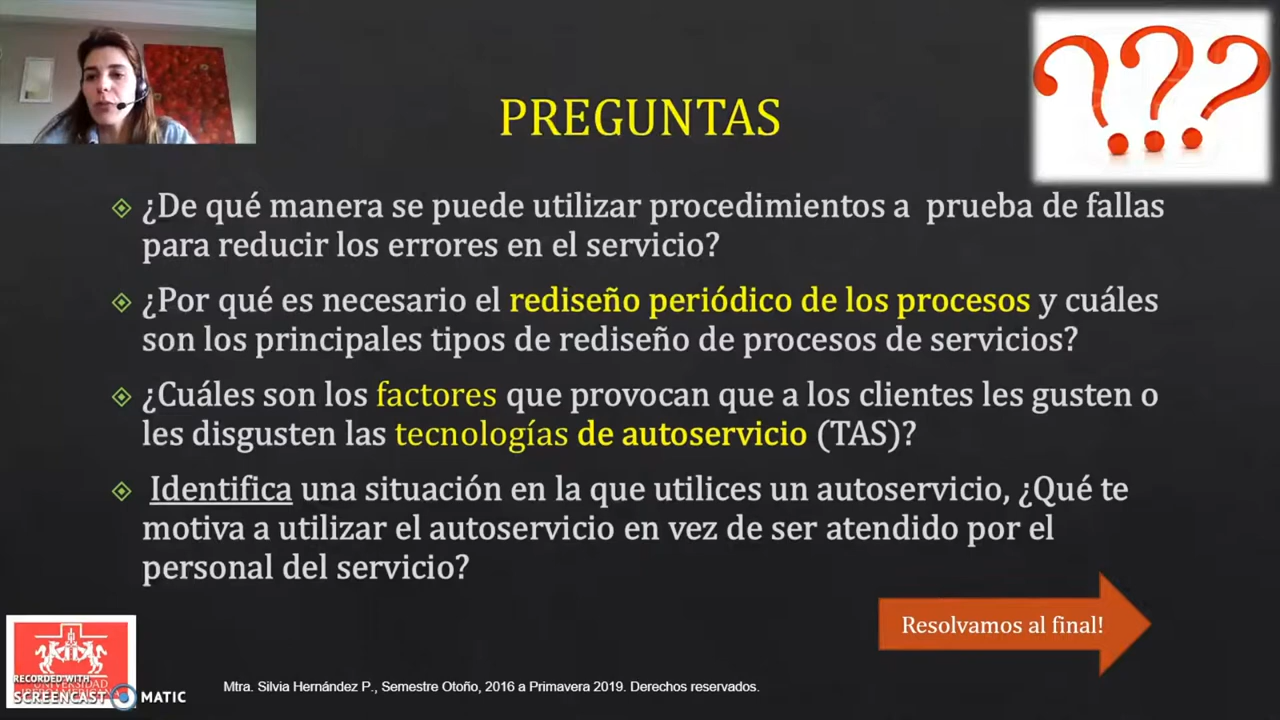 PREGUNTAS
¿De qué manera se puede utilizar procedimientos a prueba de fallas
para reducir los errores en el servicio?
¿Por qué es necesario el rediseño periódico de los procesos y cuáles
son los principales tipos de rediseño de procesos de servicios?
¿Cuáles son los factores que provocan que a los clientes les gusten o
les disgusten las tecnologías de autoservicio (TAS)?
Identifica una situación en la que utilices un autoservicio, ¿Qué te
motiva a utilizar el autoservicio en vez de ser atendido por el
personal del servicio?
Resolvamos al final!
RECORDED WITH
SCREENCAST MATIC
Mtra. Silvia Hernández P., Semestre Otoño, 2016 a Primavera 2019. Derechos reservados.